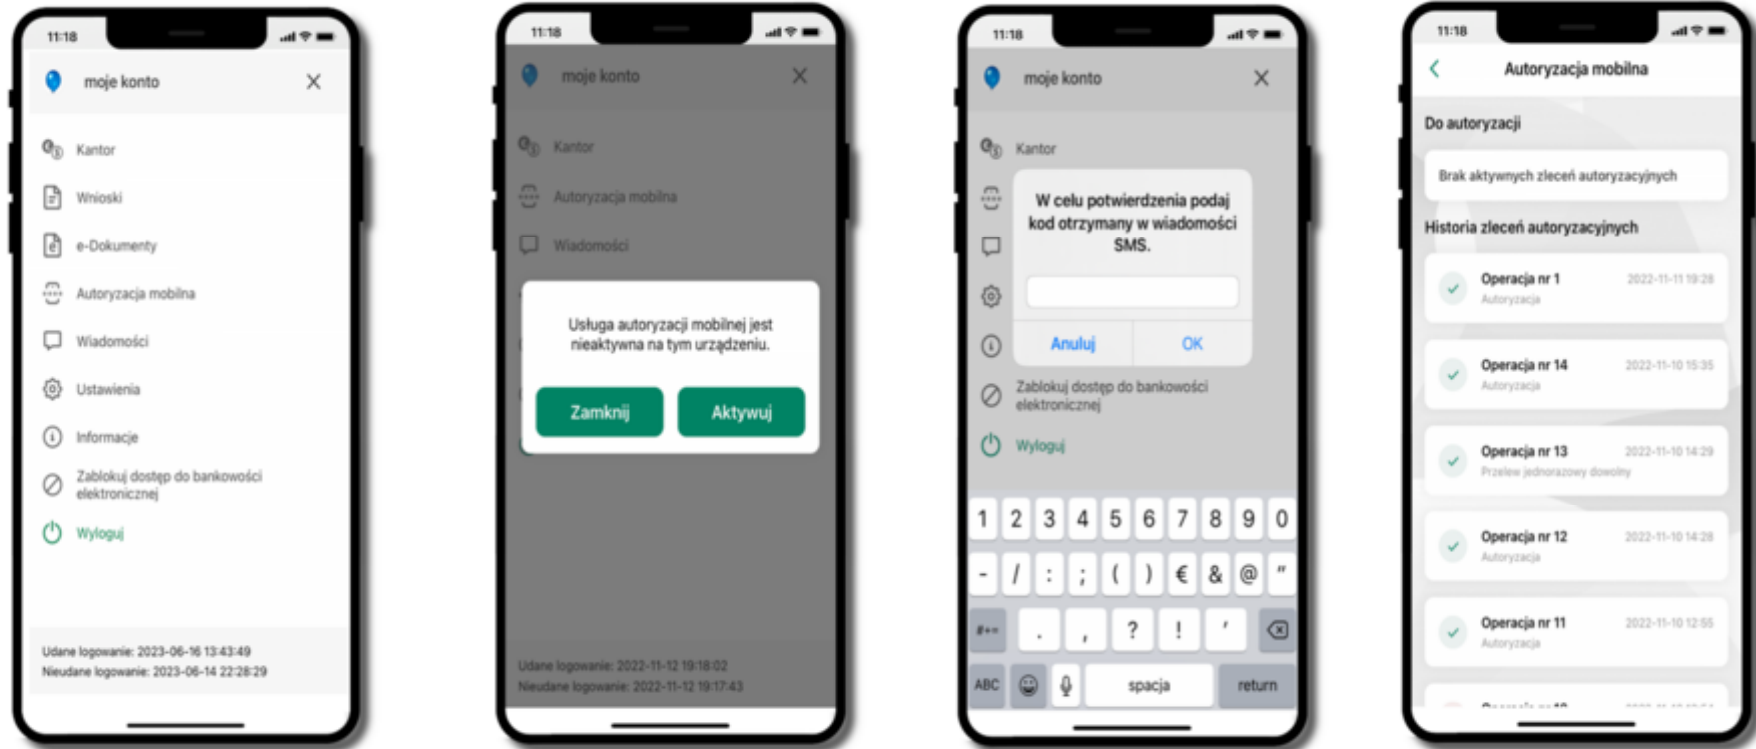 11:18
moje konto
Kantor
Wnioski
e-Dokumenty
Autoryzacja mobilna
Wiadomości
Ustawienia
Informacje
Zablokuj dostęp do bankowości
elektronicznej
Wyloguj
Udane logowanie: 2023-06-16 13:43:49
Nieudane logowanie: 2023-06-14 22:28:29
11:18
moje konto
Kantor
Autoryzacja mobilna
Wiadomości
Usługa autoryzacji mobilnej jest
nieaktywna na tym urządzeniu.
Zamknij Aktywuj
Udane logowanie: 2022-11-12 19:18:02
Nieudane logowanie: 2022-11-12 19:17:43
11:18
moje konto
Kantor
W celu potwierdzenia podaj
kod otrzymany w wiadomości
SMS.
Anuluj OK
Zablokuj dostęp do bankowości
elektronicznej
Wyloguj
1 2 3 4 5 6 7 8 9 0
- / : ; ( ) € & @ "
#+= . , ? ! '
ABC spacja return
11:18
Autoryzacja mobilna
Do autoryzacji
Brak aktywnych zleceń autoryzacyjnych
Historia zleceń autoryzacyjnych
Operacja nr 1 2022-11-11 19:28
Autoryzacja
Operacja nr 14 2022-11-10 15:35
Autoryzacja
Operacja nr 13 2022-11-10 14:29
Przelew jednorazowy dowolny
Operacja nr 12 2022-11-10 14:28
Autoryzacja
Operacja nr 11 2022-11-10 12:55
Autoryzacja